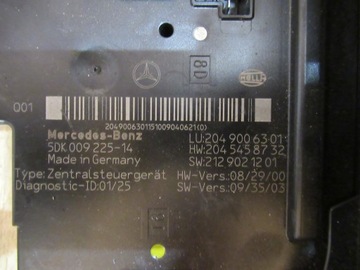 8D
HELLA
001
2049006301151009040621(0)
Mercedes-Benz
5DK 009 225-14
Made in Germany
Type: Zentralsteuergerät
Diagnostic-ID:01/25
LU:204 900 63 01
HW:204 545 87 32
SW:212 902 12 01
HW-Vers.: 08/29/00
SW-Vers.: 09/35/03